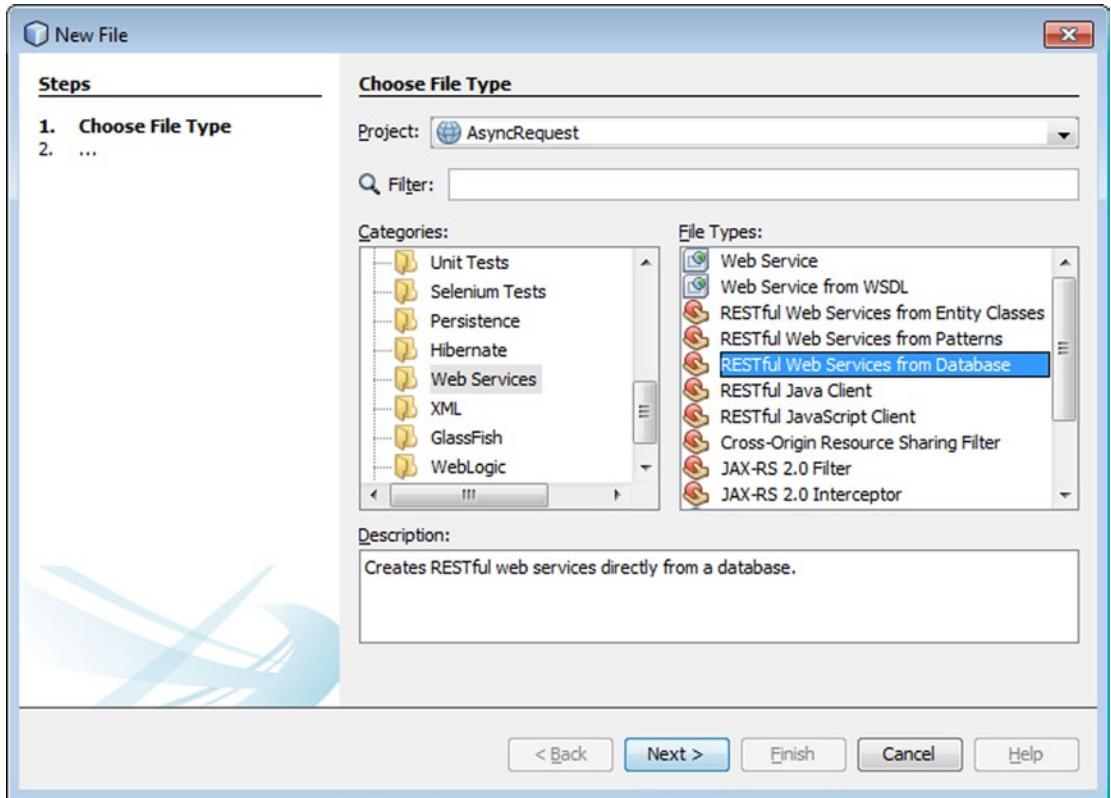 New File
Steps
1. Choose File Type
2. ...
Choose File Type
Project: AsyncRequest
Filter:
Categories:
Unit Tests
Selenium Tests
Persistence
Hibernate
Web Services
XML
GlassFish
WebLogic
File Types:
Web Service
Web Service from WSDL
RESTful Web Services from Entity Classes
RESTful Web Services from Patterns
RESTful Web Services from Database
RESTful Java Client
RESTful JavaScript Client
Cross-Origin Resource Sharing Filter
JAX-RS 2.0 Filter
JAX-RS 2.0 Interceptor
Description:
Creates RESTful web services directly from a database.
< Back
Next >
Finish
Cancel
Help